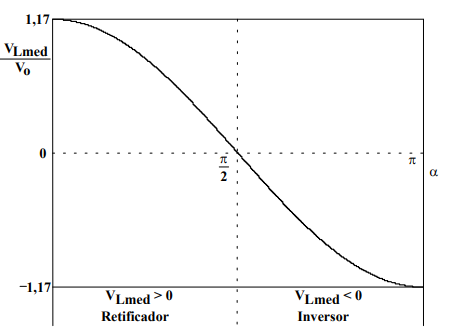 1,17
VLmed
Vo
0
π
2
π
α
−1,17
VLmed > 0
VLmed < 0
Retificador
Inversor